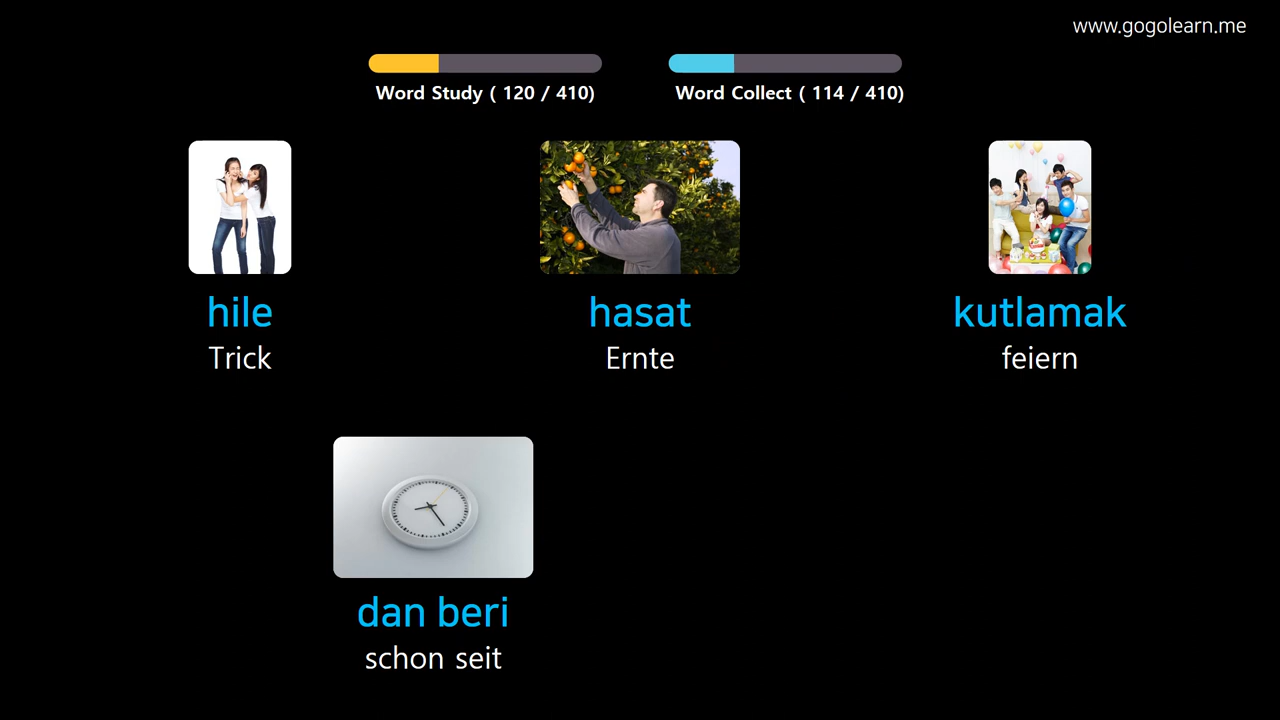 www.gogolearn.me
Word Study ( 120 / 410)
Word Collect ( 114 / 410)
hile
Trick
hasat
Ernte
kutlamak
feiern
dan beri
schon seit